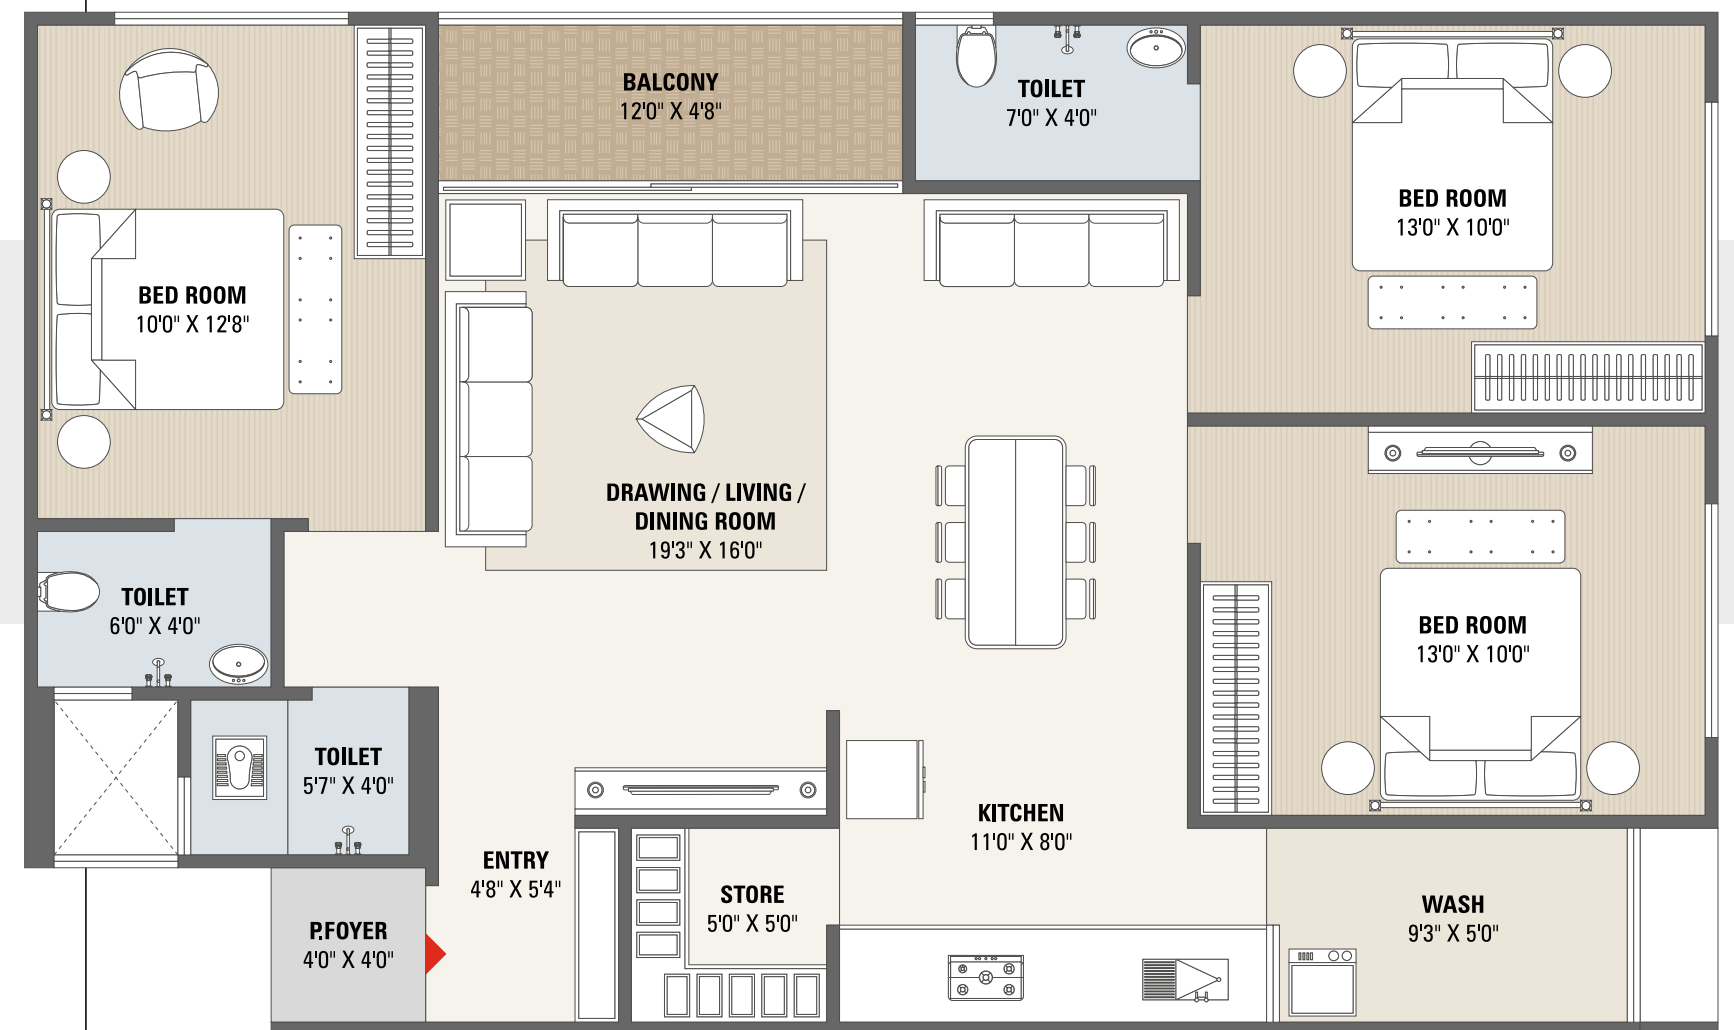 BALCONY
12'0" X 4'8"
TOILET
7'0" X 4'0"
BED ROOM
13'0" X 10'0"
BED ROOM
10'0" X 12'8"
DRAWING / LIVING /
DINING ROOM
19'3" X 16'0"
TOILET
6'0" X 4'0"
BED ROOM
13'0" X 10'0"
TOILET
5'7" X 4'0"
KITCHEN
11'0" X 8'0"
ENTRY
4'8" X 5'4"
STORE
5'0" X 5'0"
WASH
9'3" X 5'0"
P.FOYER
4'0" X 4'0"